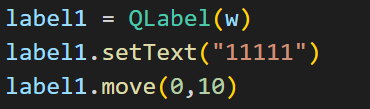 label1 = QLabel(w)
label1.setText("11111")
label1.move(0,10)